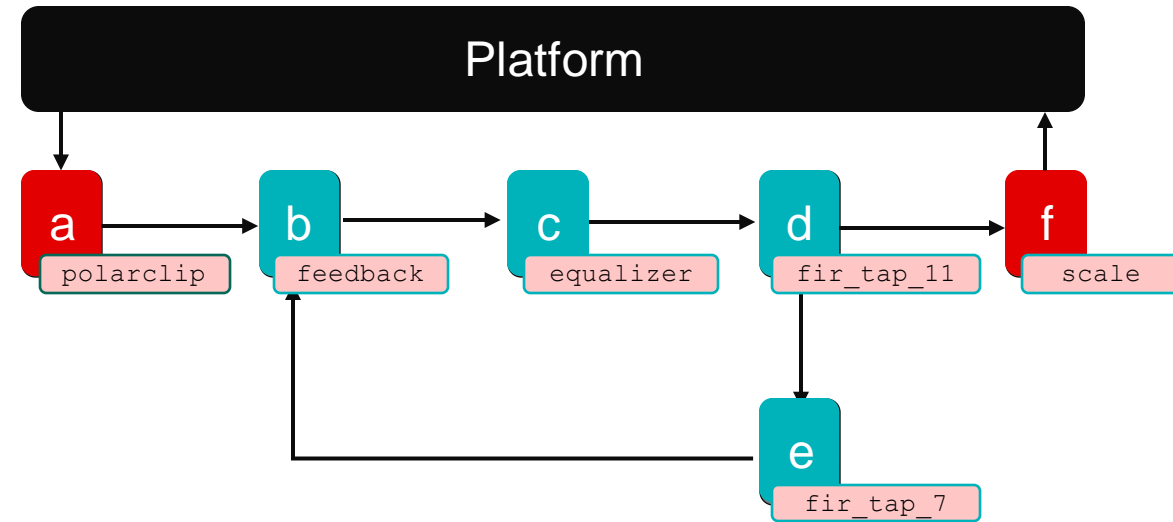 Platform
a
polarclip
b
feedback
c
equalizer
d
fir_tap_11
f
scale
e
fir_tap_7